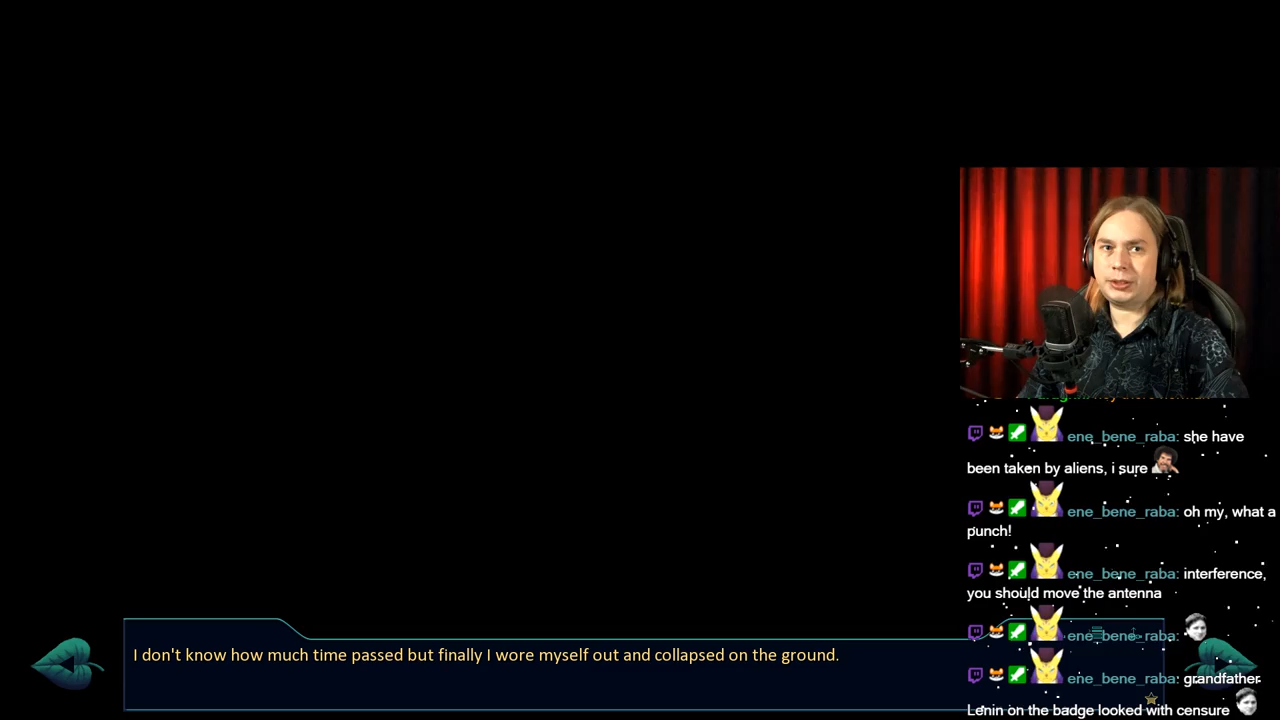 ene_bene_raba: she have
been taken by aliens, i sure
ene_bene_raba: oh my, what a
punch!
ene_bene_raba: interference,
you should move the antenna
ene_bene_raba:
ene_bene_raba: grandfather
Lenin on the badge looked with censure
I don't know how much time passed but finally I wore myself out and collapsed on the ground.